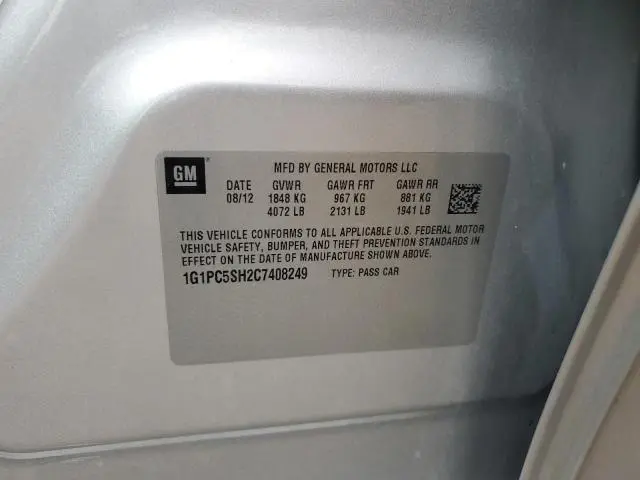 GM
MFD BY GENERAL MOTORS LLC
DATE GVWR GAWR FRT GAWR RR
08/12 1848 KG 967 KG 881 KG
4072 LB 2131 LB 1941 LB
THIS VEHICLE CONFORMS TO ALL APPLICABLE U.S. FEDERAL MOTOR
VEHICLE SAFETY, BUMPER, AND THEFT PREVENTION STANDARDS IN
EFFECT ON THE DATE OF MANUFACTURE SHOWN ABOVE.
1G1PC5SH2C7408249 TYPE: PASS CAR